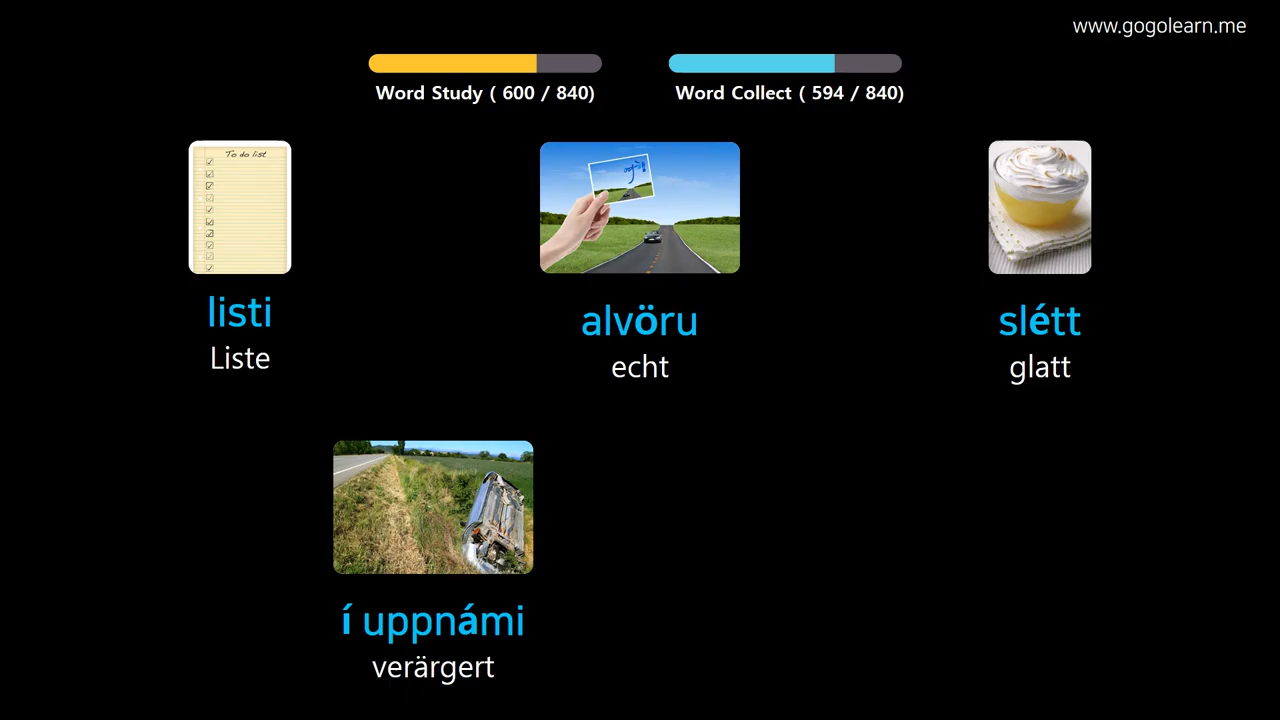 www.gogolearn.me
Word Study ( 600 / 840)
Word Collect ( 594 / 840)
To do list
listi
Liste
alvöru
echt
slétt
glatt
í uppnámi
verärgert